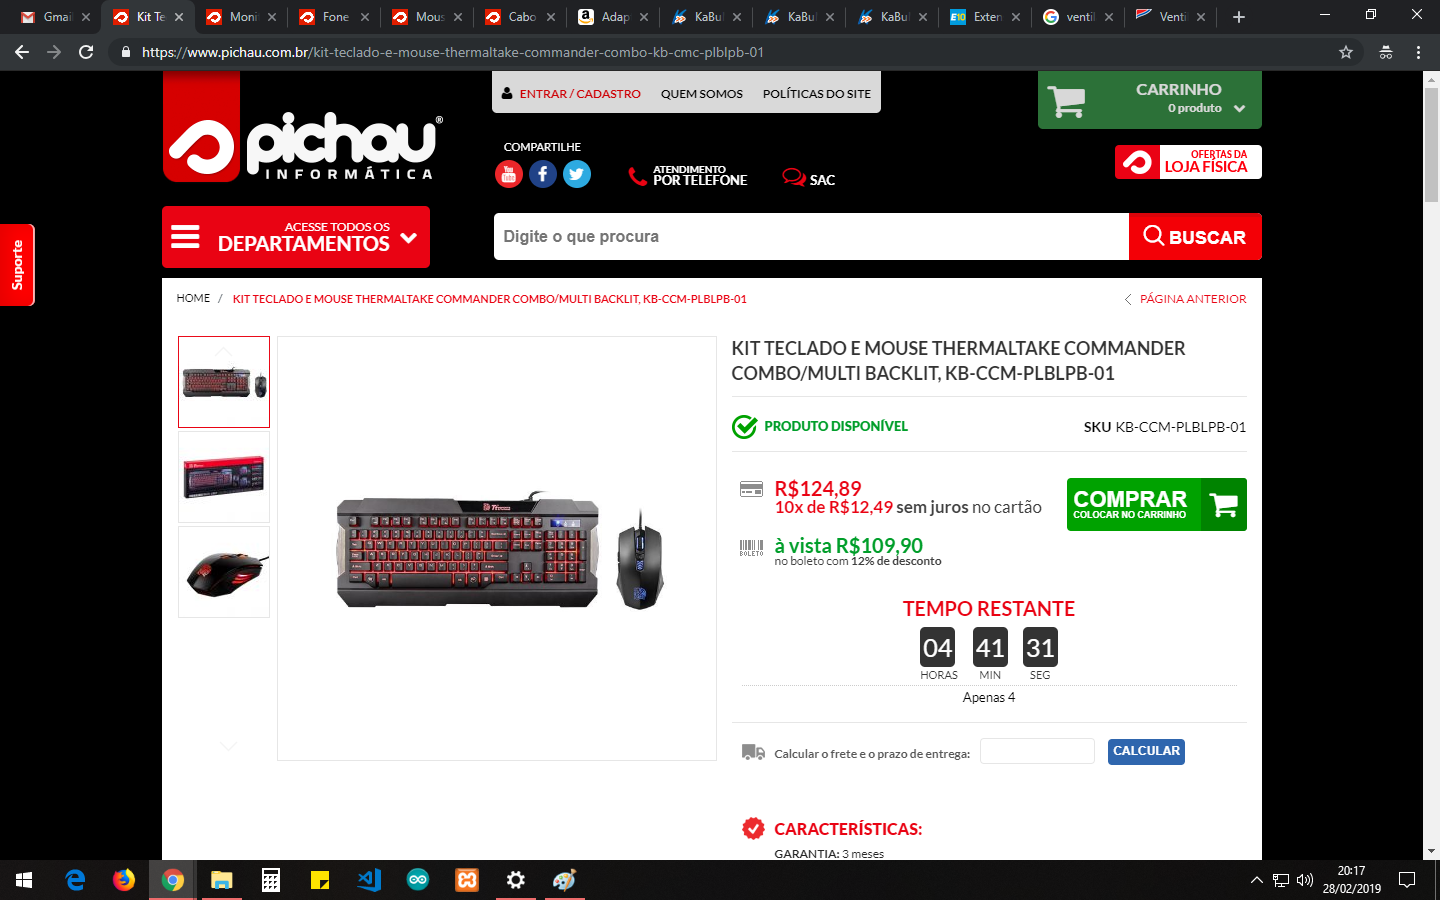 Gmai
Kit Te
Moni
Fone
Mous
Cabo
Adap
KaBu
KaBu
KaBu
Exten
ventil
Venti
https://www.pichau.com.br/kit-teclado-e-mouse-thermaltake-commander-combo-kb-cmc-plblpb-01
ENTRAR / CADASTRO
QUEM SOMOS
POLÍTICAS DO SITE
CARRINHO
0 produto
pichau®
INFORMÁTICA
COMPARTILHE
ATENDIMENTO
POR TELEFONE
SAC
OFERTAS DA
LOJA FÍSICA
ACESSE TODOS OS
DEPARTAMENTOS
Digite o que procura
BUSCAR
Suporte
HOME / KIT TECLADO E MOUSE THERMALTAKE COMMANDER COMBO/MULTI BACKLIT, KB-CCM-PLBLPB-01
PÁGINA ANTERIOR
KIT TECLADO E MOUSE THERMALTAKE COMMANDER
COMBO/MULTI BACKLIT, KB-CCM-PLBLPB-01
PRODUTO DISPONÍVEL
SKU KB-CCM-PLBLPB-01
R$124,89
10x de R$12,49 sem juros no cartão
COMPRAR
COLOCAR NO CARRINHO
BOLETO
à vista R$109,90
no boleto com 12% de desconto
TEMPO RESTANTE
04 41 31
HORAS MIN SEG
Apenas 4
Calcular o frete e o prazo de entrega:
CALCULAR
CARACTERÍSTICAS:
GARANTIA: 3 meses
20:17
28/02/2019